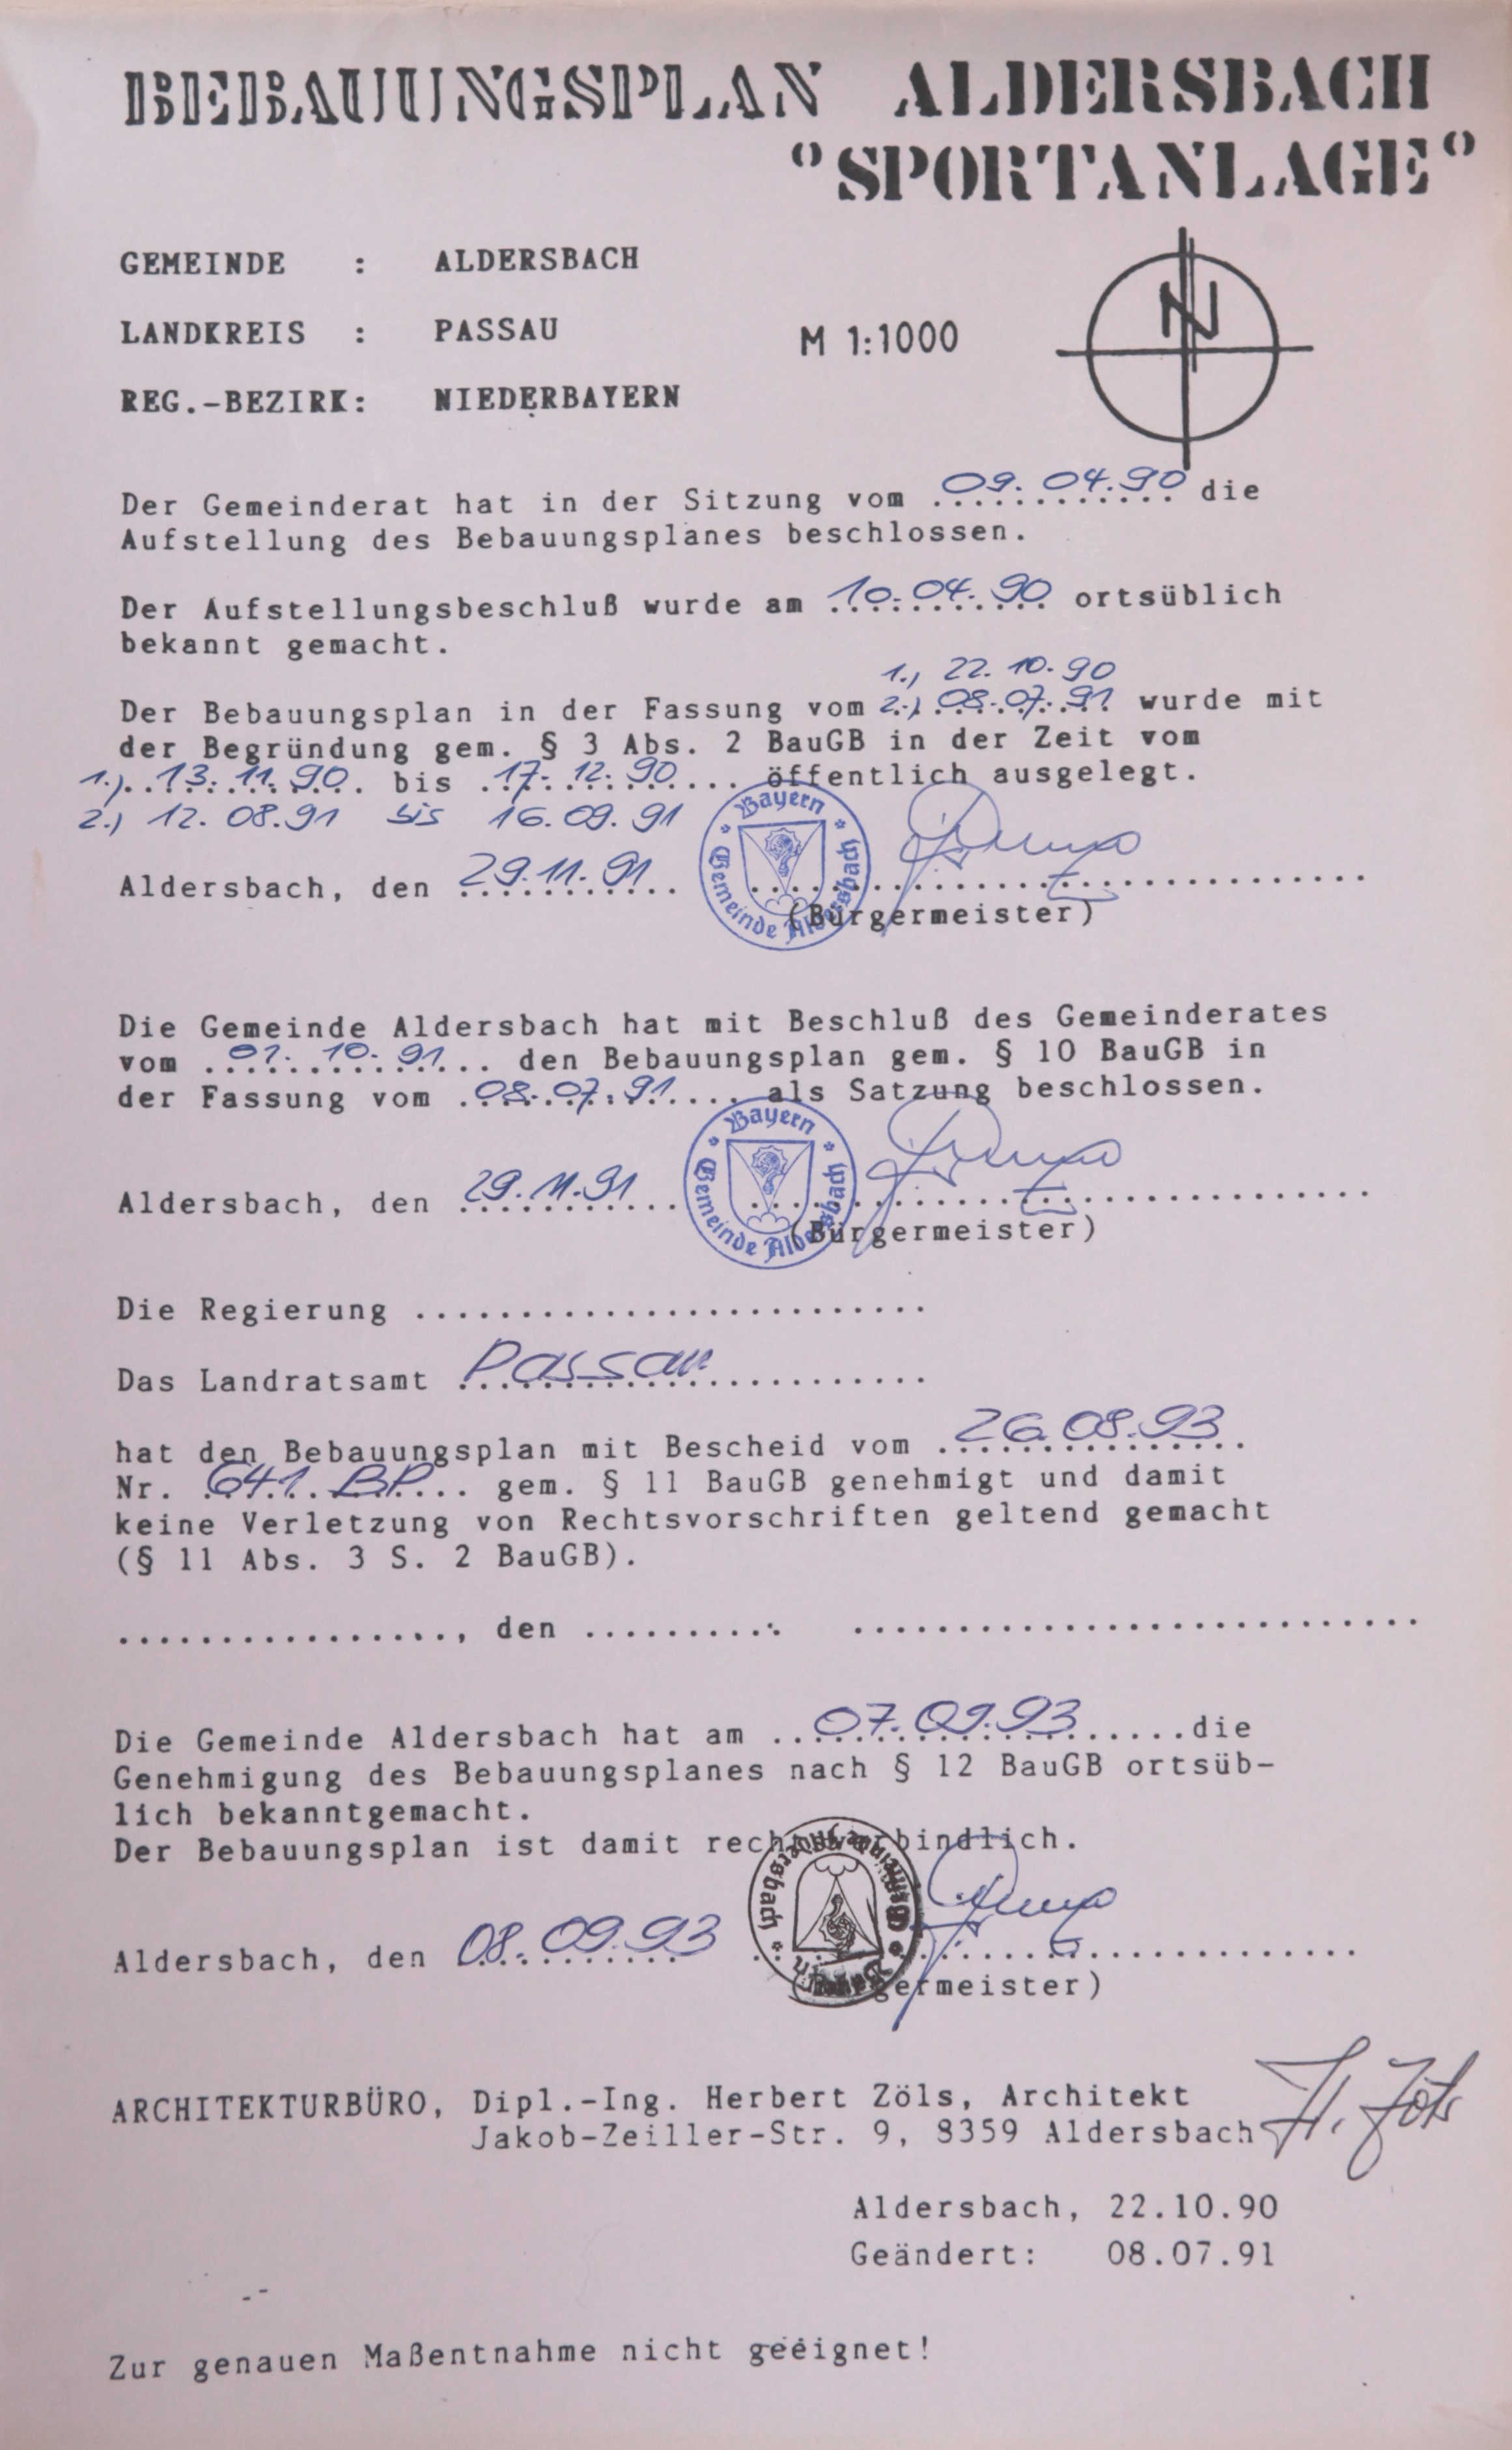 BEBAUUNGSPLAN ALDERSBACH
"SPORTANLAGE"
GEMEINDE : ALDERSBACH
N
LANDKREIS : PASSAU M 1:1000
REG.-BEZIRK: NIEDERBAYERN
Der Gemeinderat hat in der Sitzung vom 09.04.90 die
Aufstellung des Bebauungsplanes beschlossen.
Der Aufstellungsbeschluß wurde am 10.04.90 ortsüblich
bekannt gemacht.
1.) 22.10.90
Der Bebauungsplan in der Fassung vom 2.) 08.07.91 wurde mit
der Begründung gem. § 3 Abs. 2 BauGB in der Zeit vom
1.) 13.11.90 bis 17.12.90 öffentlich ausgelegt.
2.) 12.08.91 bis 16.09.91
Bayern
Gemeinde Aldersbach
Aldersbach, den 29.11.91
(Bürgermeister)
Die Gemeinde Aldersbach hat mit Beschluß des Gemeinderates
vom 07.10.91 den Bebauungsplan gem. § 10 BauGB in
der Fassung vom 08.07.91 als Satzung beschlossen.
Bayern
Gemeinde Aldersbach
Aldersbach, den 29.11.91
(Bürgermeister)
Die Regierung ........................
Das Landratsamt Passau
hat den Bebauungsplan mit Bescheid vom 26.08.93
Nr. 641 BP gem. § 11 BauGB genehmigt und damit
keine Verletzung von Rechtsvorschriften geltend gemacht
(§ 11 Abs. 3 S. 2 BauGB).
................, den .......... ...........................
Die Gemeinde Aldersbach hat am 07.09.93 die
Genehmigung des Bebauungsplanes nach § 12 BauGB ortsüb-
lich bekanntgemacht.
Der Bebauungsplan ist damit rechtsverbindlich.
Gemeinde Aldersbach
Bayern
Aldersbach, den 08.09.93
(Bürgermeister)
ARCHITEKTURBÜRO, Dipl.-Ing. Herbert Zöls, Architekt
Jakob-Zeiller-Str. 9, 8359 Aldersbach H. Zöls
Aldersbach, 22.10.90
Geändert: 08.07.91
Zur genauen Maßentnahme nicht geeignet!